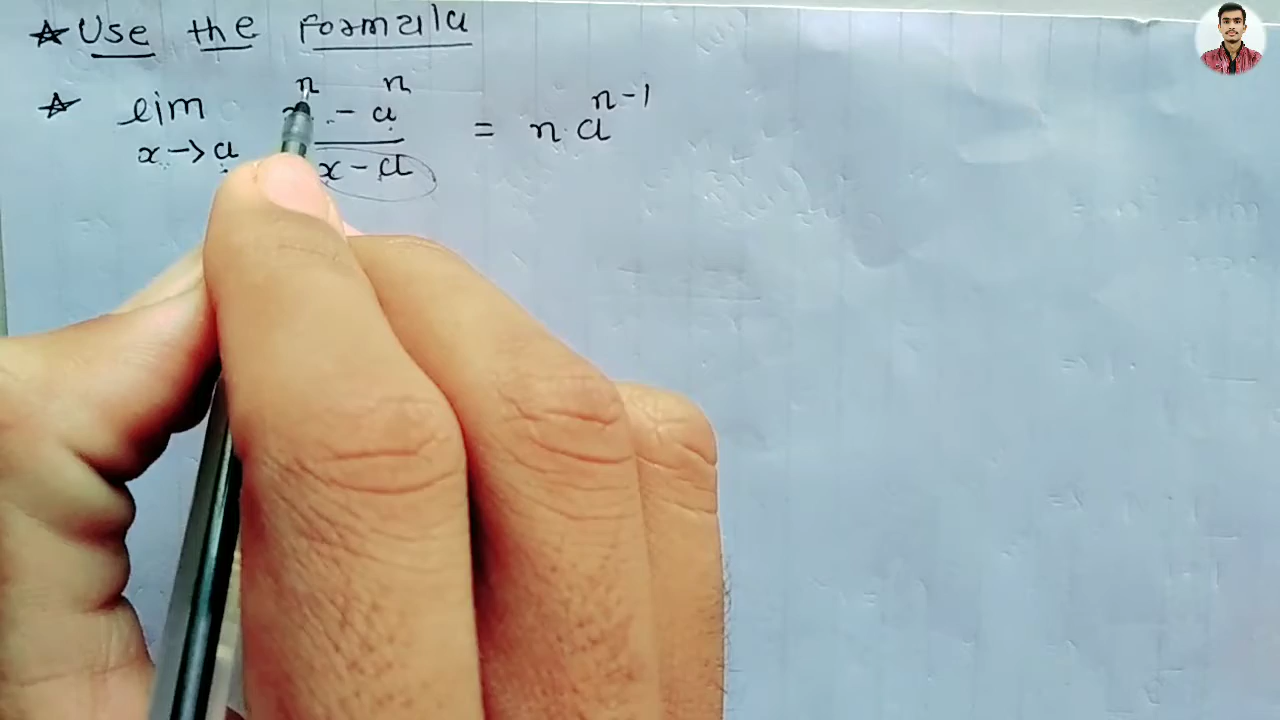 ★ Use the formula
★ lim xⁿ - aⁿ = n·aⁿ⁻¹
x→a x - a